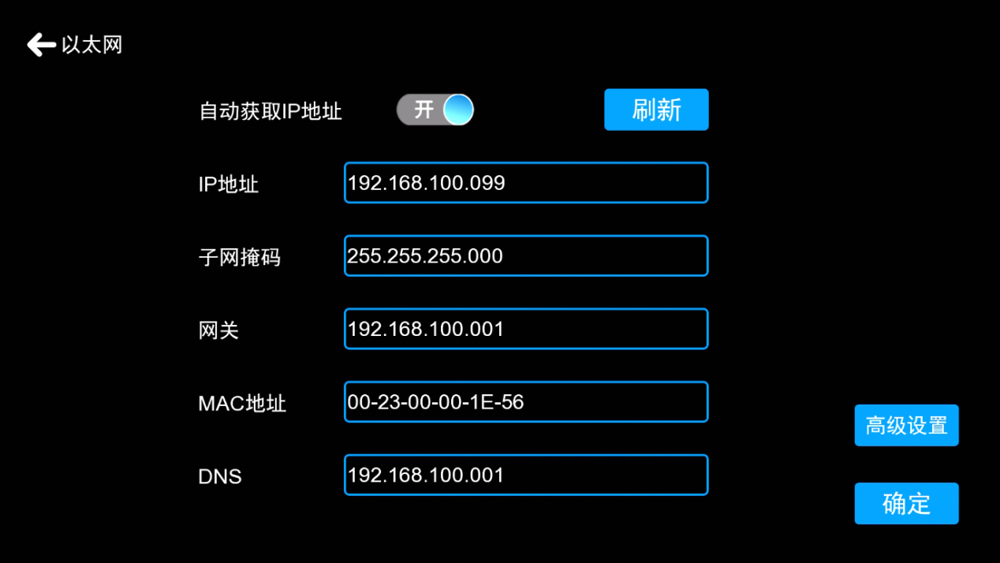 以太网
自动获取IP地址 开 刷新
IP地址 192.168.100.099
子网掩码 255.255.255.000
网关 192.168.100.001
MAC地址 00-23-00-00-1E-56
高级设置
DNS 192.168.100.001
确定